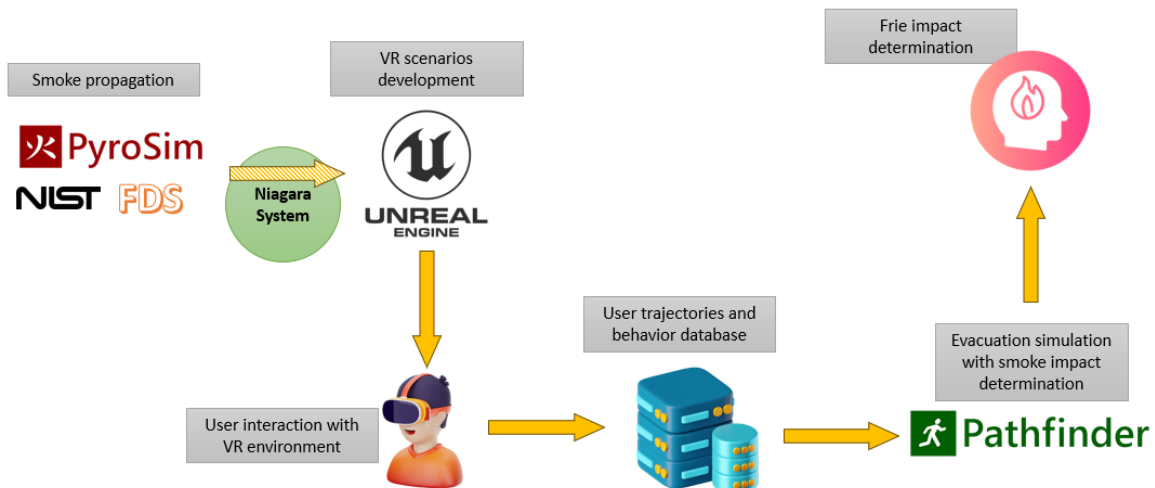 Smoke propagation
火 PyroSim
NIST FDS
Niagara
System
VR scenarios
development
UNREAL
ENGINE
User interaction with
VR environment
User trajectories and
behavior database
Evacuation simulation
with smoke impact
determination
Pathfinder
Frie impact
determination